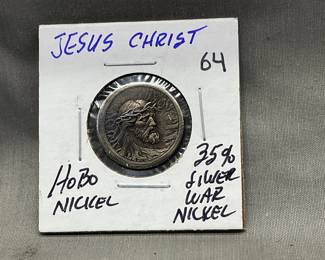 JESUS CHRIST
64
HOBO
NICKEL
35%
SILVER
WAR
NICKEL